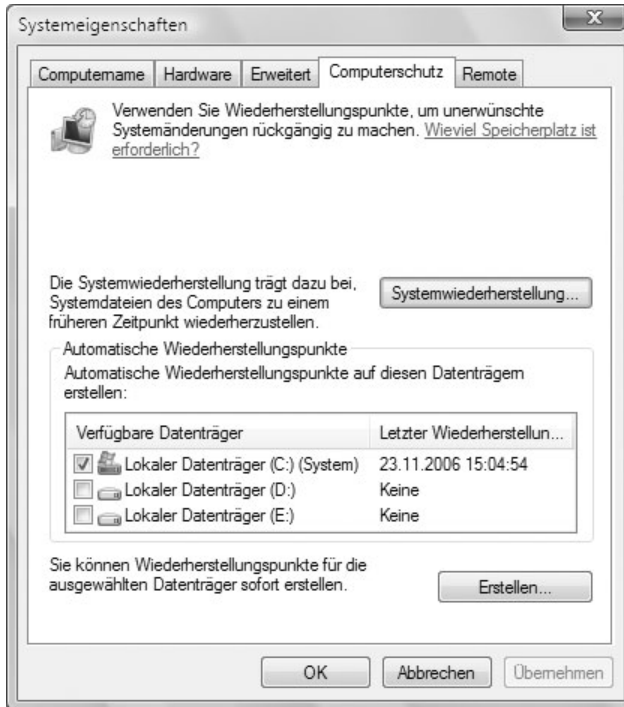 Systemeigenschaften
Computername Hardware Erweitert Computerschutz Remote
Verwenden Sie Wiederherstellungspunkte, um unerwünschte
Systemänderungen rückgängig zu machen. Wieviel Speicherplatz ist
erforderlich?
Die Systemwiederherstellung trägt dazu bei,
Systemdateien des Computers zu einem
früheren Zeitpunkt wiederherzustellen.
Systemwiederherstellung...
Automatische Wiederherstellungspunkte
Automatische Wiederherstellungspunkte auf diesen Datenträgern
erstellen:
Verfügbare Datenträger Letzter Wiederherstellun...
Lokaler Datenträger (C:) (System) 23.11.2006 15:04:54
Lokaler Datenträger (D:) Keine
Lokaler Datenträger (E:) Keine
Sie können Wiederherstellungspunkte für die
ausgewählten Datenträger sofort erstellen.
Erstellen...
OK Abbrechen Übernehmen